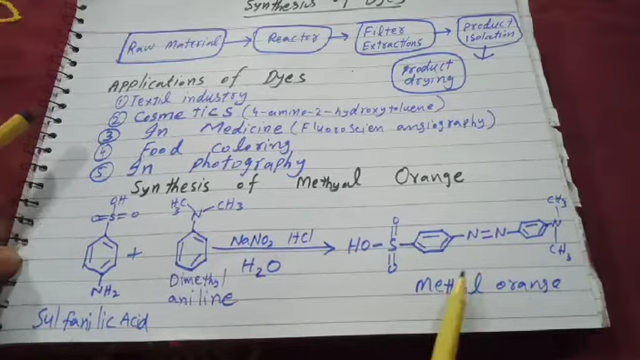 Synthesis of Dyes
Raw Material → Reactor → Filter Extractions → Product isolation
Product drying
Applications of Dyes
① Textil industry
② Cosmetics (4-amino-2-hydroxytoluene)
③ In Medicine (Fluoroscien angiography)
④ Food coloring
⑤ In photography
Synthesis of Methyal Orange
OH
O=S=O
NH2
+
H3C N CH3
NaNO2 HCl
H2O
HO-S
O
O
N=N
N
CH3
CH3
Dimethyl
aniline
Methyl orange
Sulfanilic Acid